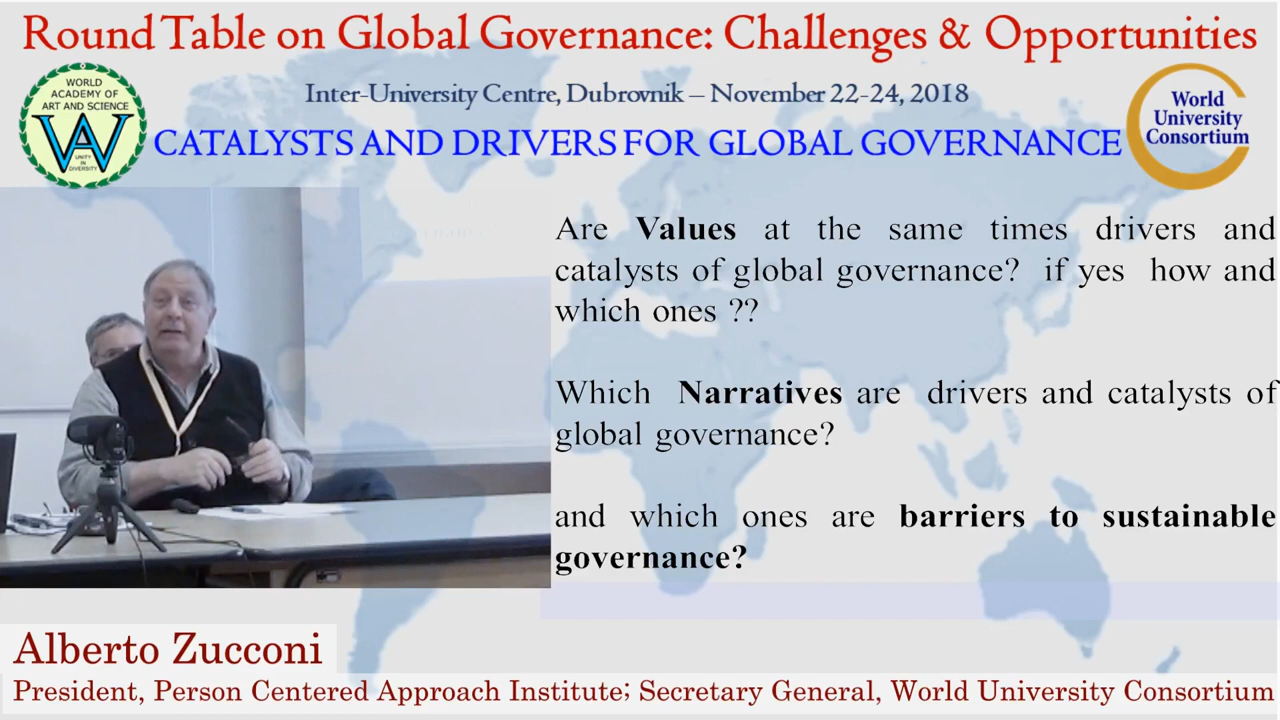 Round Table on Global Governance: Challenges & Opportunities
Inter-University Centre, Dubrovnik – November 22-24, 2018
CATALYSTS AND DRIVERS FOR GLOBAL GOVERNANCE
WORLD
ACADEMY OF
ART AND SCIENCE
WA
UNITY
IN
DIVERSITY
World
University
Consortium
Are Values at the same times drivers and
catalysts of global governance? if yes how and
which ones ??
Which Narratives are drivers and catalysts of
global governance?
and which ones are barriers to sustainable
governance?
Alberto Zucconi
President, Person Centered Approach Institute; Secretary General, World University Consortium